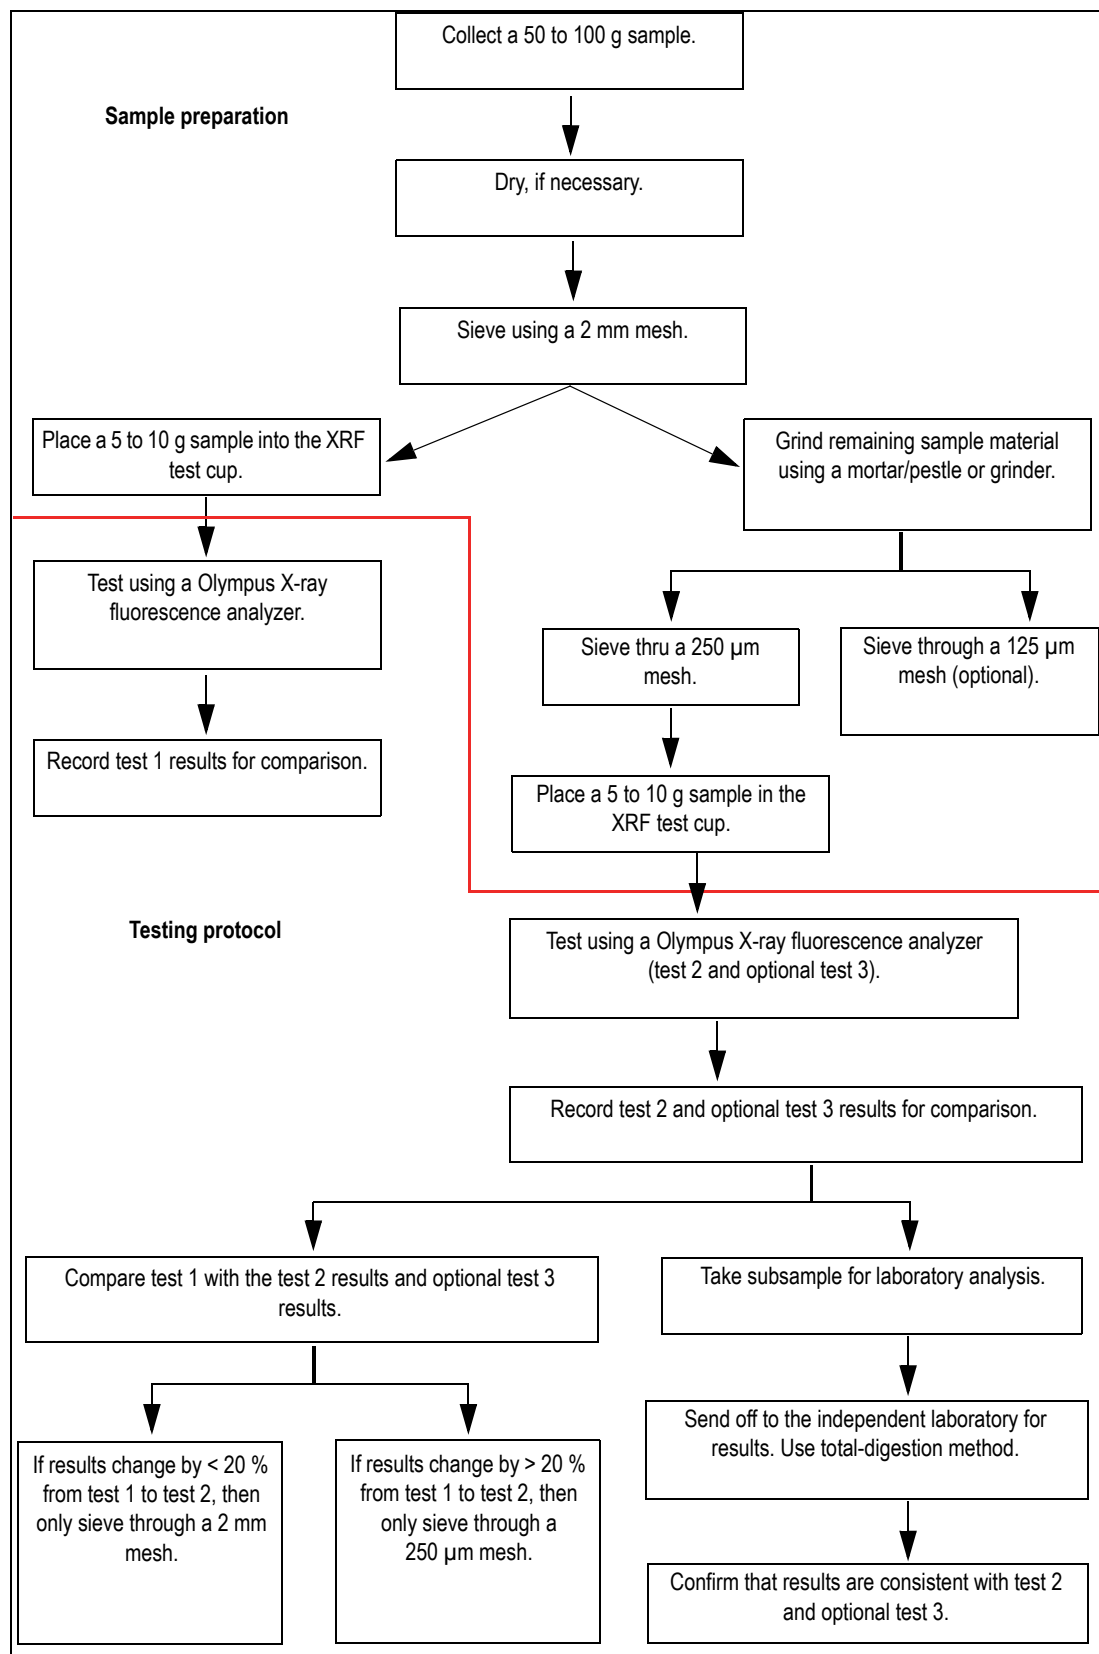 Collect a 50 to 100 g sample.
Sample preparation
Dry, if necessary.
Sieve using a 2 mm mesh.
Place a 5 to 10 g sample into the XRF
test cup.
Grind remaining sample material
using a mortar/pestle or grinder.
Test using a Olympus X-ray
fluorescence analyzer.
Sieve thru a 250 µm
mesh.
Sieve through a 125 µm
mesh (optional).
Record test 1 results for comparison.
Place a 5 to 10 g sample in the
XRF test cup.
Testing protocol
Test using a Olympus X-ray fluorescence analyzer
(test 2 and optional test 3).
Record test 2 and optional test 3 results for comparison.
Compare test 1 with the test 2 results and optional test 3
results.
Take subsample for laboratory analysis.
If results change by < 20 %
from test 1 to test 2, then
only sieve through a 2 mm
mesh.
If results change by > 20 %
from test 1 to test 2, then
only sieve through a
250 µm mesh.
Send off to the independent laboratory for
results. Use total-digestion method.
Confirm that results are consistent with test 2
and optional test 3.